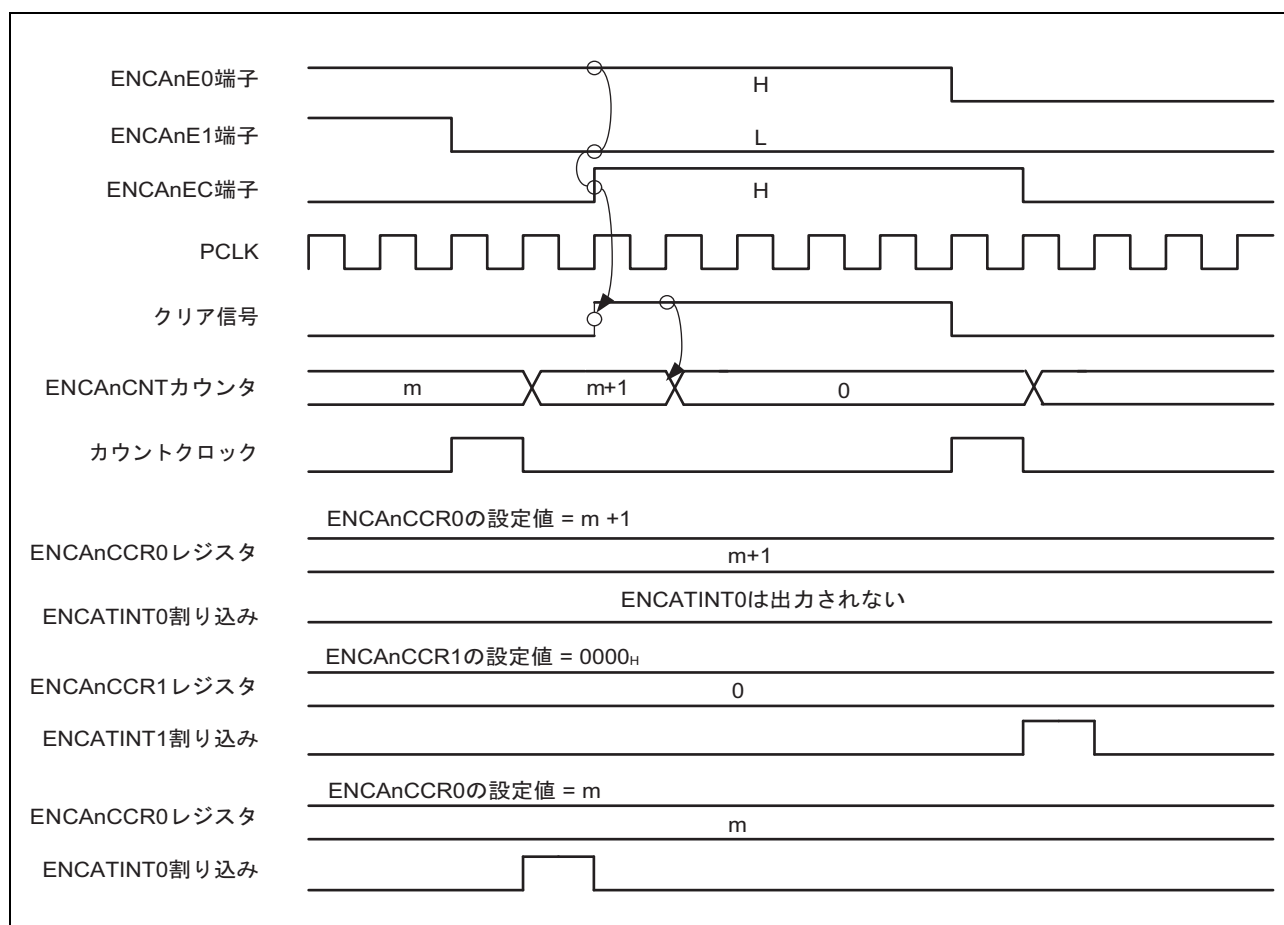 ENCAnE0端子
H
ENCAnE1端子
L
ENCAnEC端子
H
PCLK
クリア信号
ENCAnCNTカウンタ
m
m+1
0
カウントクロック
ENCAnCCR0の設定値 = m +1
ENCAnCCR0レジスタ
m+1
ENCATINT0は出力されない
ENCATINT0割り込み
ENCAnCCR1の設定値 = 0000H
ENCAnCCR1レジスタ
0
ENCATINT1割り込み
ENCAnCCR0の設定値 = m
ENCAnCCR0レジスタ
m
ENCATINT0割り込み